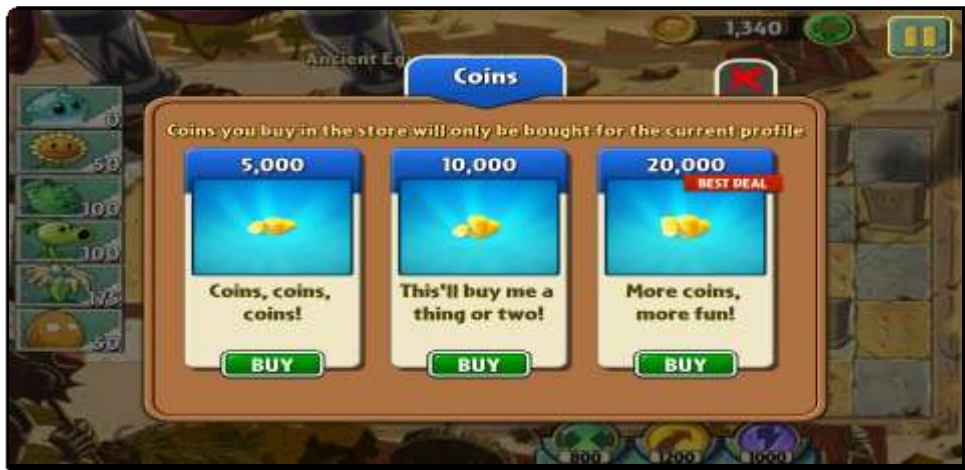 1,340
Ancient Eg
Coins
Coins you buy in the store will only be bought for the current profile
5,000
10,000
20,000
BEST DEAL
Coins, coins,
coins!
This'll buy me a
thing or two!
More coins,
more fun!
BUY
BUY
BUY
0
50
100
100
175
50
800
1200
1000